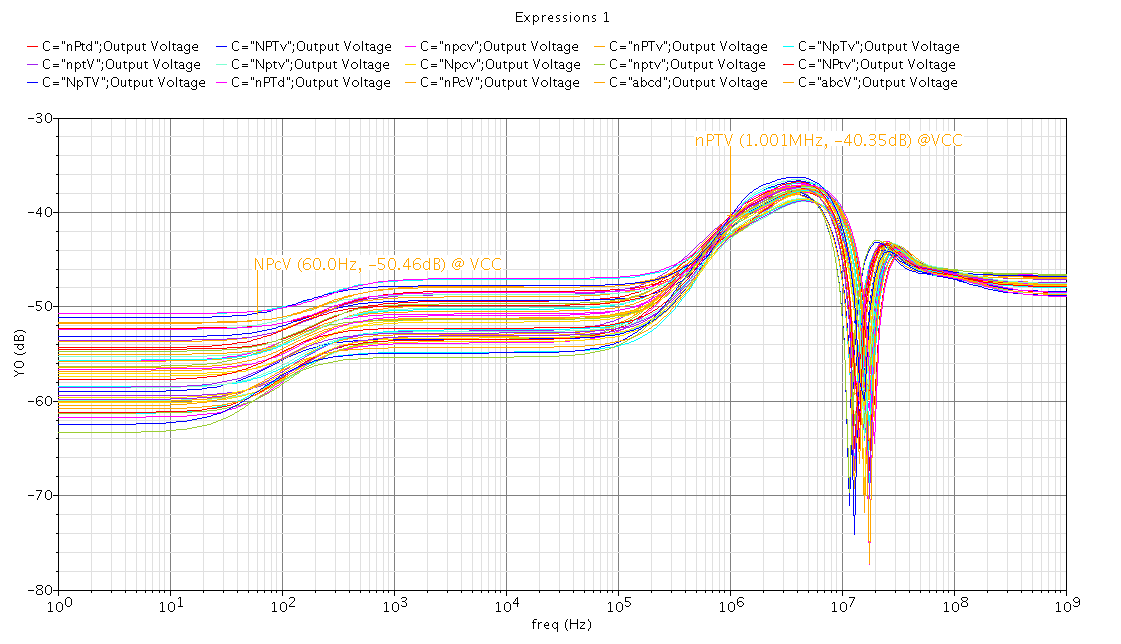 Expressions 1
C="nPtd";Output Voltage C="NPTv";Output Voltage C="npcv";Output Voltage C="nPTv";Output Voltage C="NpTv";Output Voltage
C="nptV";Output Voltage C="Nptv";Output Voltage C="Npcv";Output Voltage C="nptv";Output Voltage C="NPtv";Output Voltage
C="NpTV";Output Voltage C="nPTd";Output Voltage C="nPcV";Output Voltage C="abcd";Output Voltage C="abcV";Output Voltage
-30
nPTV (1.001MHz, -40.35dB) @VCC
-40
NPcV (60.0Hz, -50.46dB) @ VCC
-50
Y0 (dB)
-60
-70
-80
10^0 10^1 10^2 10^3 10^4 10^5 10^6 10^7 10^8 10^9
freq (Hz)